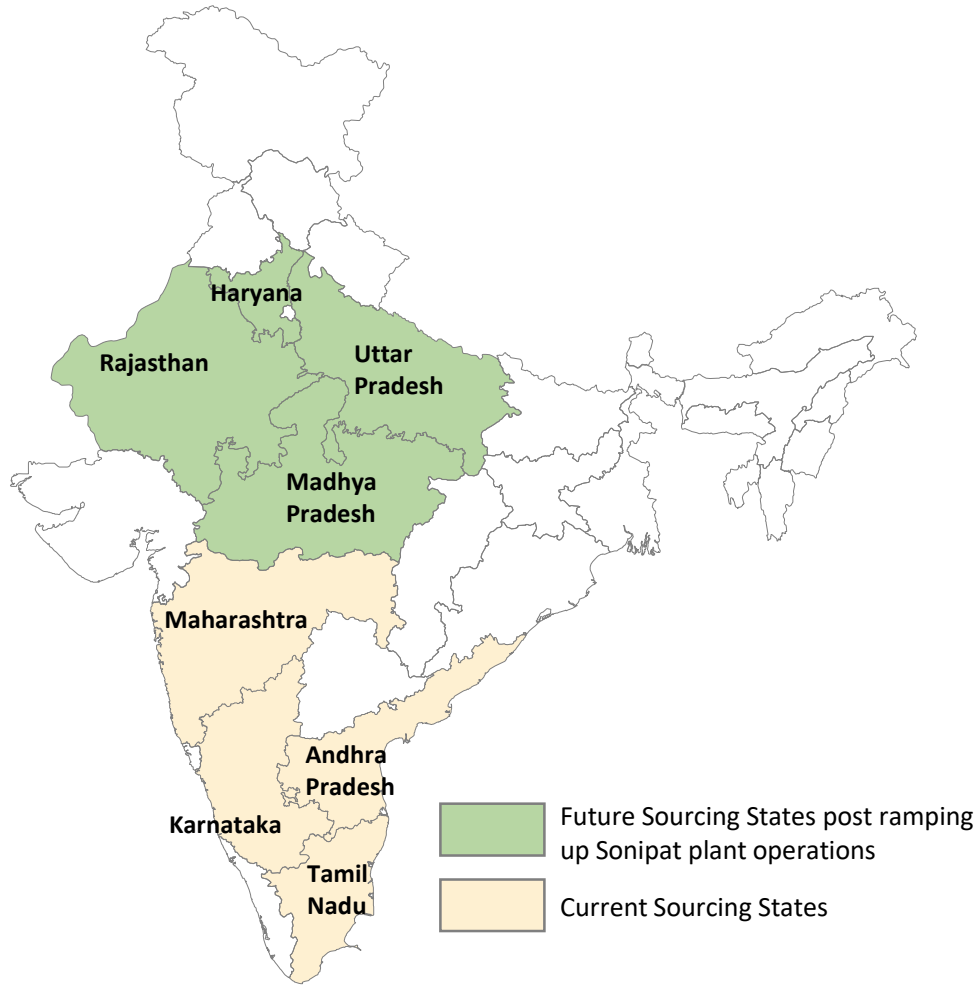 Haryana
Rajasthan
Uttar
Pradesh
Madhya
Pradesh
Maharashtra
Andhra
Pradesh
Karnataka
Tamil
Nadu
Future Sourcing States post ramping
up Sonipat plant operations
Current Sourcing States